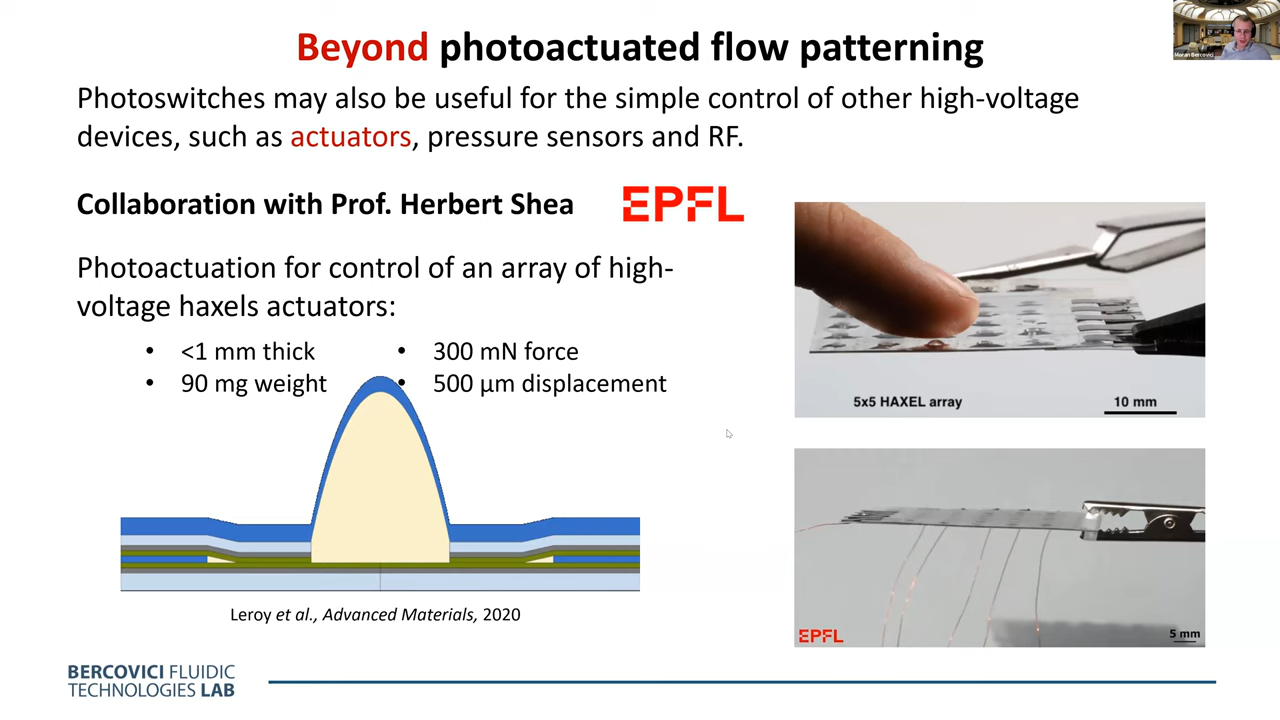 Beyond photoactuated flow patterning
Moran Bercovici
Photoswitches may also be useful for the simple control of other high-voltage
devices, such as actuators, pressure sensors and RF.
Collaboration with Prof. Herbert Shea
EPFL
Photoactuation for control of an array of high-
voltage haxels actuators:
• <1 mm thick
• 90 mg weight
• 300 mN force
• 500 µm displacement
5x5 HAXEL array
10 mm
EPFL
5 mm
Leroy et al., Advanced Materials, 2020
BERCOVICI FLUIDIC
TECHNOLOGIES LAB